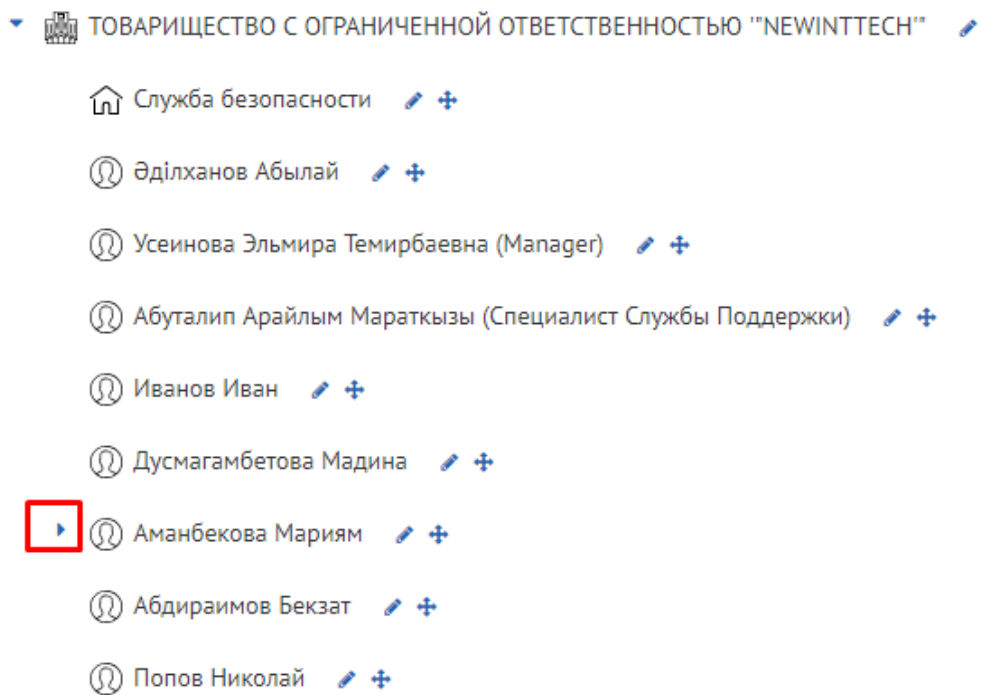 ТОВАРИЩЕСТВО С ОГРАНИЧЕННОЙ ОТВЕТСТВЕННОСТЬЮ '"NEWINTTECH'"
Служба безопасности
Әділханов Абылай
Усеинова Эльмира Темирбаевна (Manager)
Абуталип Арайлым Мараткызы (Специалист Службы Поддержки)
Иванов Иван
Дусмагамбетова Мадина
Аманбекова Мариям
Абдираимов Бекзат
Попов Николай